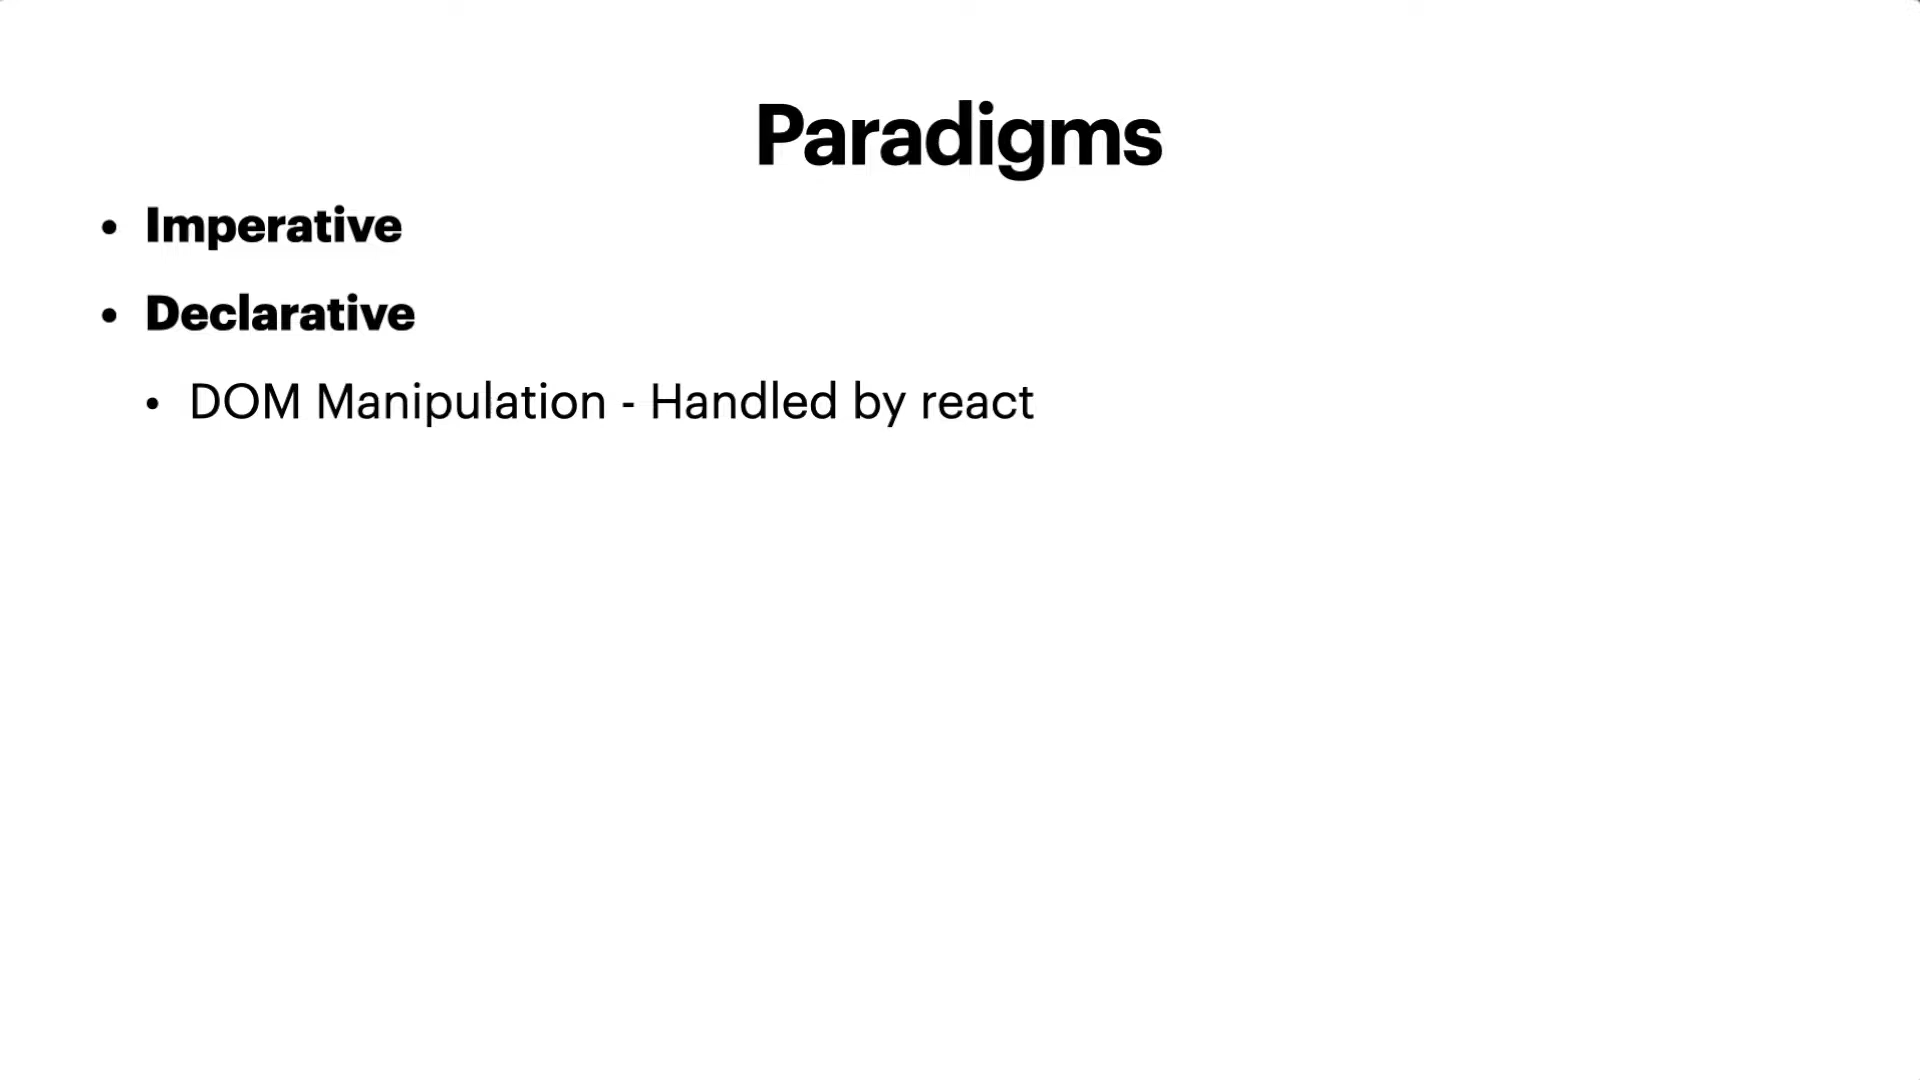 Paradigms
• Imperative
• Declarative
• DOM Manipulation - Handled by react